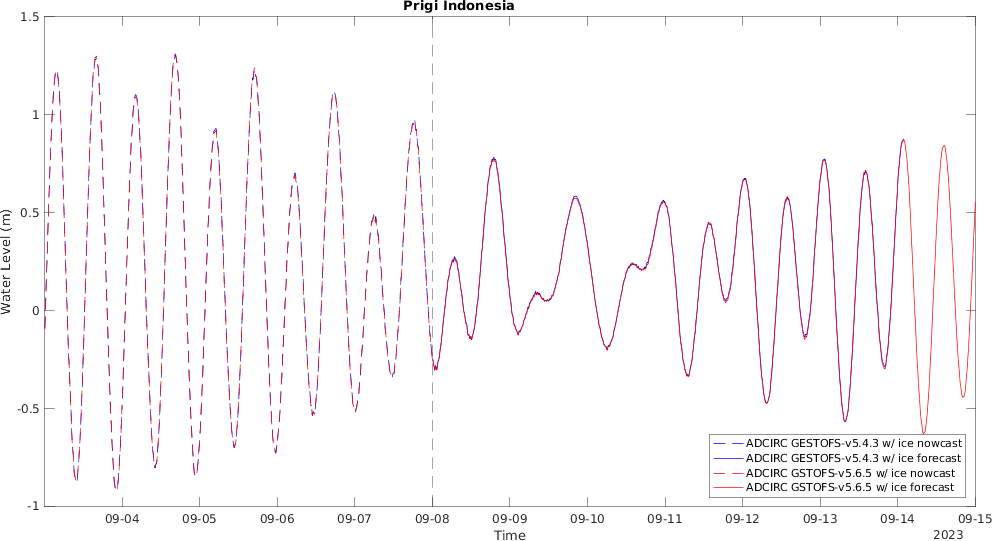 Prigi Indonesia
Water Level (m)
1.5
1
0.5
0
-0.5
-1
ADCIRC GESTOFS-v5.4.3 w/ ice nowcast
ADCIRC GESTOFS-v5.4.3 w/ ice forecast
ADCIRC GSTOFS-v5.6.5 w/ ice nowcast
ADCIRC GSTOFS-v5.6.5 w/ ice forecast
09-04 09-05 09-06 09-07 09-08 09-09 09-10 09-11 09-12 09-13 09-14 09-15
Time
2023